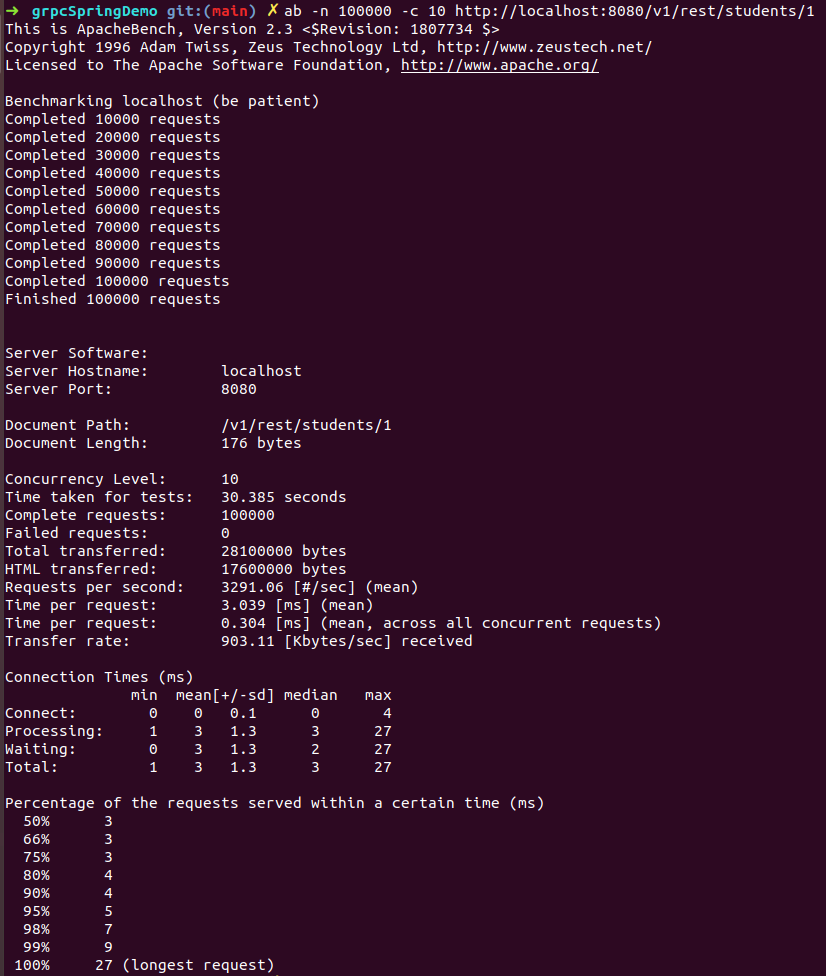 ➜ grpcSpringDemo git:(main) ✗ ab -n 100000 -c 10 http://localhost:8080/v1/rest/students/1
This is ApacheBench, Version 2.3 <$Revision: 1807734 $>
Copyright 1996 Adam Twiss, Zeus Technology Ltd, http://www.zeustech.net/
Licensed to The Apache Software Foundation, http://www.apache.org/

Benchmarking localhost (be patient)
Completed 10000 requests
Completed 20000 requests
Completed 30000 requests
Completed 40000 requests
Completed 50000 requests
Completed 60000 requests
Completed 70000 requests
Completed 80000 requests
Completed 90000 requests
Completed 100000 requests
Finished 100000 requests


Server Software:
Server Hostname:        localhost
Server Port:            8080

Document Path:          /v1/rest/students/1
Document Length:        176 bytes

Concurrency Level:      10
Time taken for tests:   30.385 seconds
Complete requests:      100000
Failed requests:        0
Total transferred:      28100000 bytes
HTML transferred:       17600000 bytes
Requests per second:    3291.06 [#/sec] (mean)
Time per request:       3.039 [ms] (mean)
Time per request:       0.304 [ms] (mean, across all concurrent requests)
Transfer rate:          903.11 [Kbytes/sec] received

Connection Times (ms)
              min  mean[+/-sd] median   max
Connect:        0    0   0.1      0       4
Processing:     1    3   1.3      3      27
Waiting:        0    3   1.3      2      27
Total:          1    3   1.3      3      27

Percentage of the requests served within a certain time (ms)
  50%      3
  66%      3
  75%      3
  80%      4
  90%      4
  95%      5
  98%      7
  99%      9
 100%     27 (longest request)